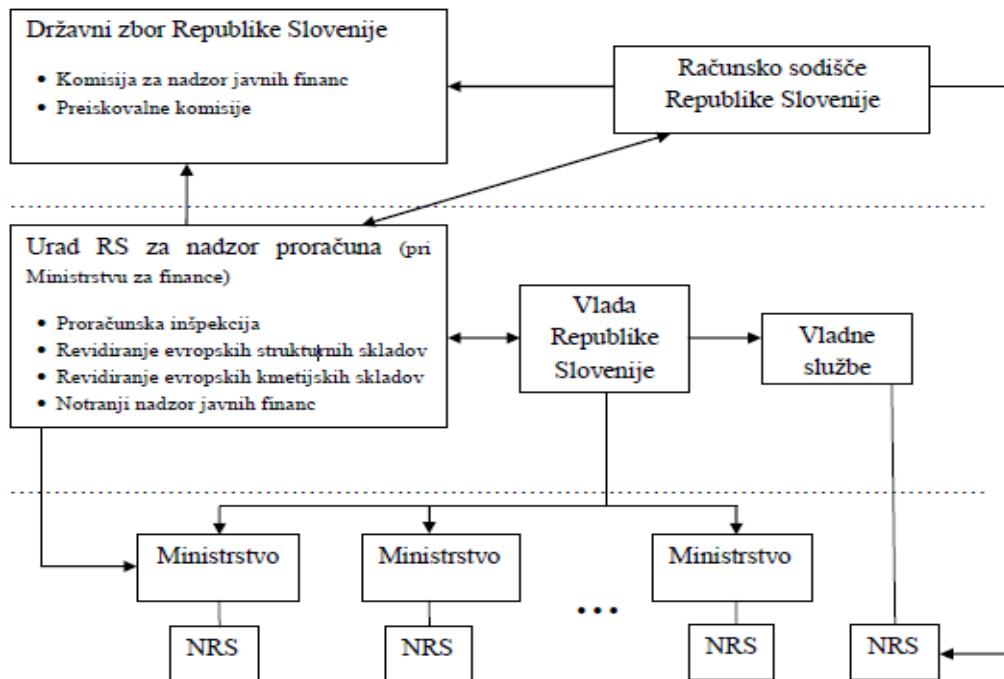 Državni zbor Republike Slovenije
• Komisija za nadzor javnih financ
• Preiskovalne komisije
Računsko sodišče
Republike Slovenije
Urad RS za nadzor proračuna (pri
Ministrstvu za finance)
• Proračunska inšpekcija
• Revidiranje evropskih strukturnih skladov
• Revidiranje evropskih kmetijskih skladov
• Notranji nadzor javnih financ
Vlada
Republike
Slovenije
Vladne
službe
Ministrstvo
Ministrstvo
Ministrstvo
...
NRS
NRS
NRS
NRS